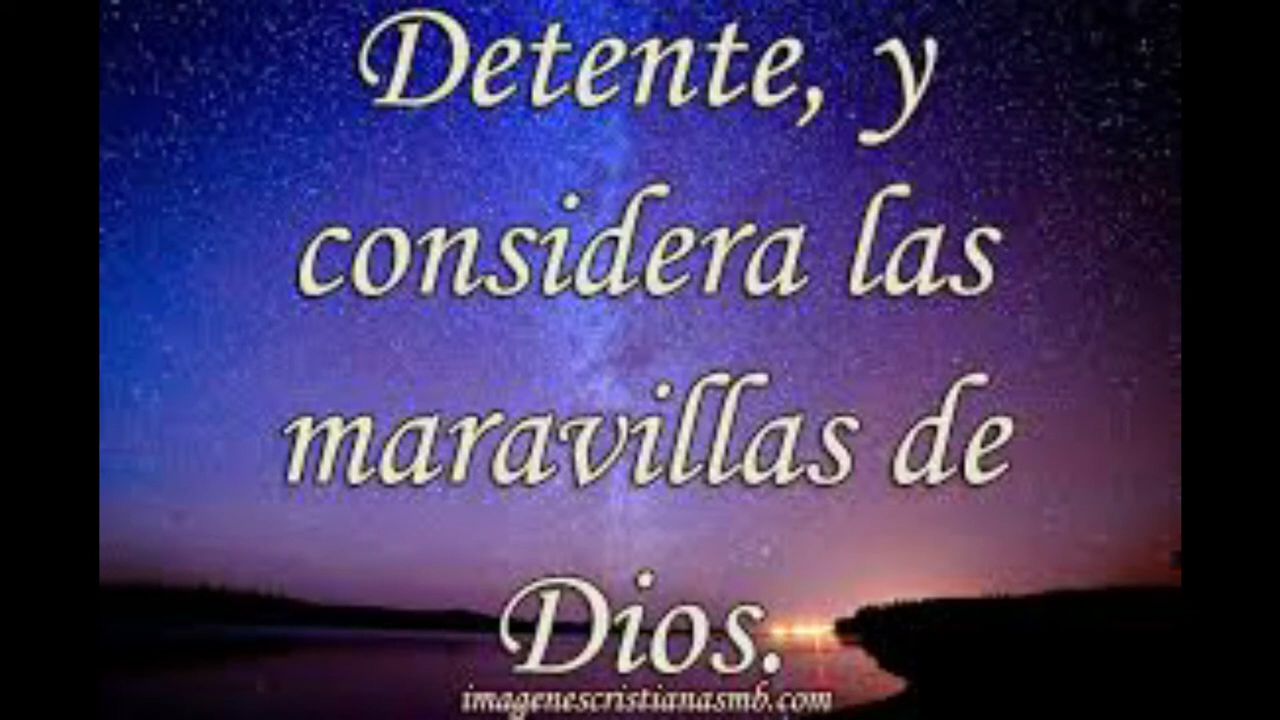 Detente, y
considera las
maravillas de
Dios.
imagenescristianasmb.com